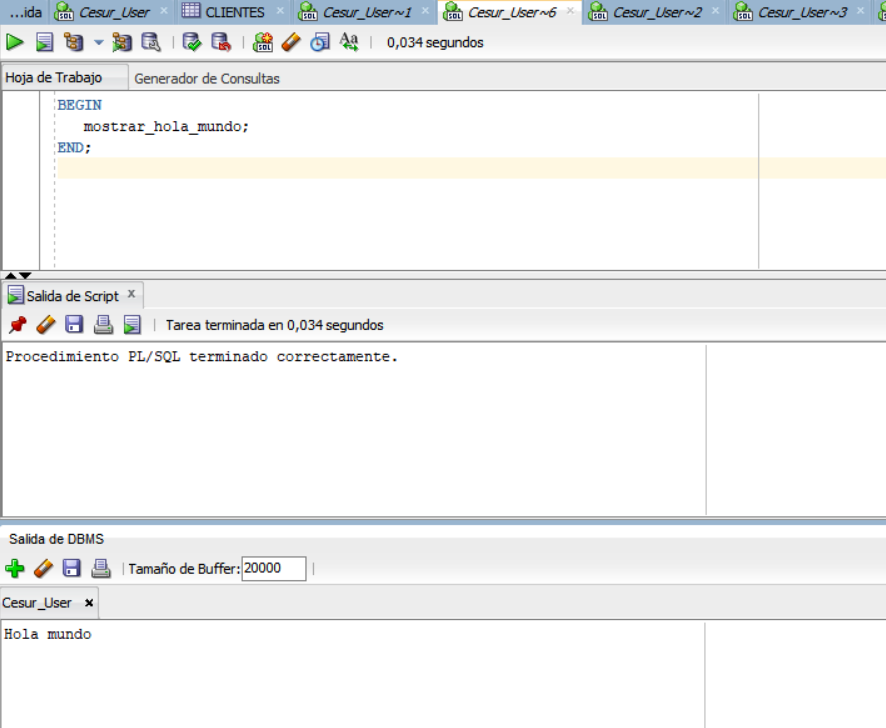 ...ida Cesur_User CLIENTES Cesur_User~1 Cesur_User~6 Cesur_User~2 Cesur_User~3
SQL 0,034 segundos
Hoja de Trabajo Generador de Consultas
BEGIN
mostrar_hola_mundo;
END;
Salida de Script x
Tarea terminada en 0,034 segundos
Procedimiento PL/SQL terminado correctamente.
Salida de DBMS
Tamaño de Buffer: 20000
Cesur_User x
Hola mundo